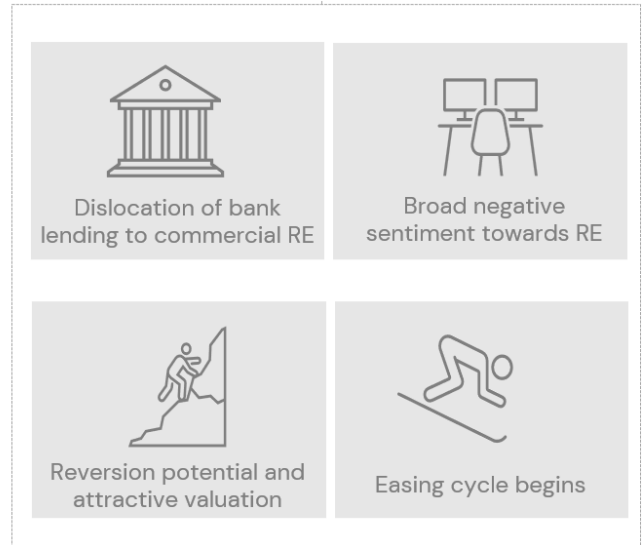 Dislocation of bank
lending to commercial RE
Broad negative
sentiment towards RE
Reversion potential and
attractive valuation
Easing cycle begins